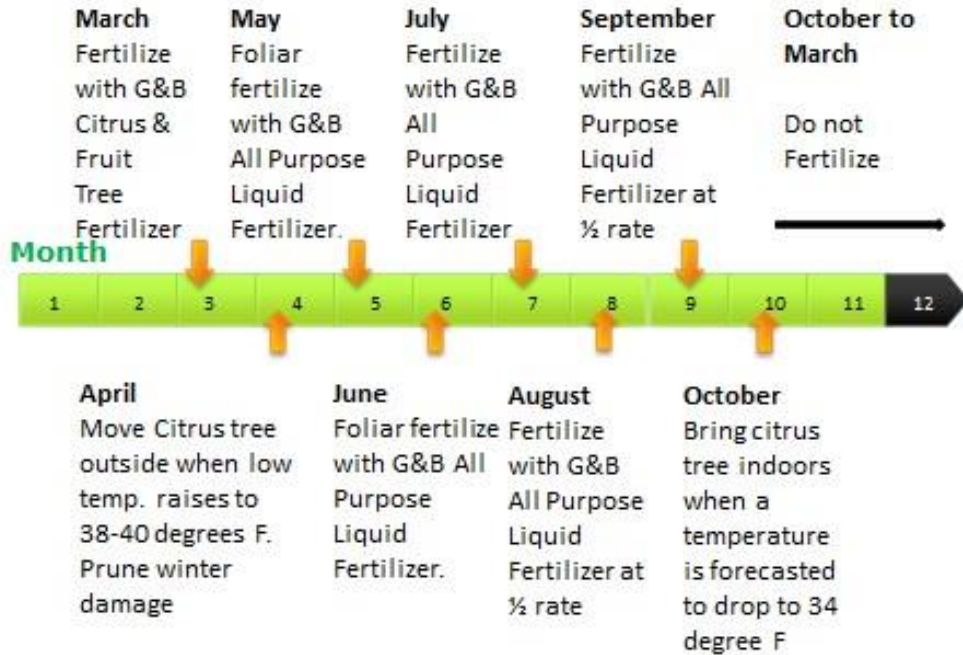 March
Fertilize
with G&B
Citrus &
Fruit
Tree
Fertilizer
May
Foliar
fertilize
with G&B
All Purpose
Liquid
Fertilizer.
July
Fertilize
with G&B
All
Purpose
Liquid
Fertilizer
September
Fertilize
with G&B All
Purpose
Liquid
Fertilizer at
½ rate
October to
March
Do not
Fertilize
Month
1 2 3 4 5 6 7 8 9 10 11 12
April
Move Citrus tree
outside when low
temp. raises to
38-40 degrees F.
Prune winter
damage
June
Foliar fertilize
with G&B All
Purpose
Liquid
Fertilizer.
August
Fertilize
with G&B
All Purpose
Liquid
Fertilizer at
½ rate
October
Bring citrus
tree indoors
when a
temperature
is forecasted
to drop to 34
degree F